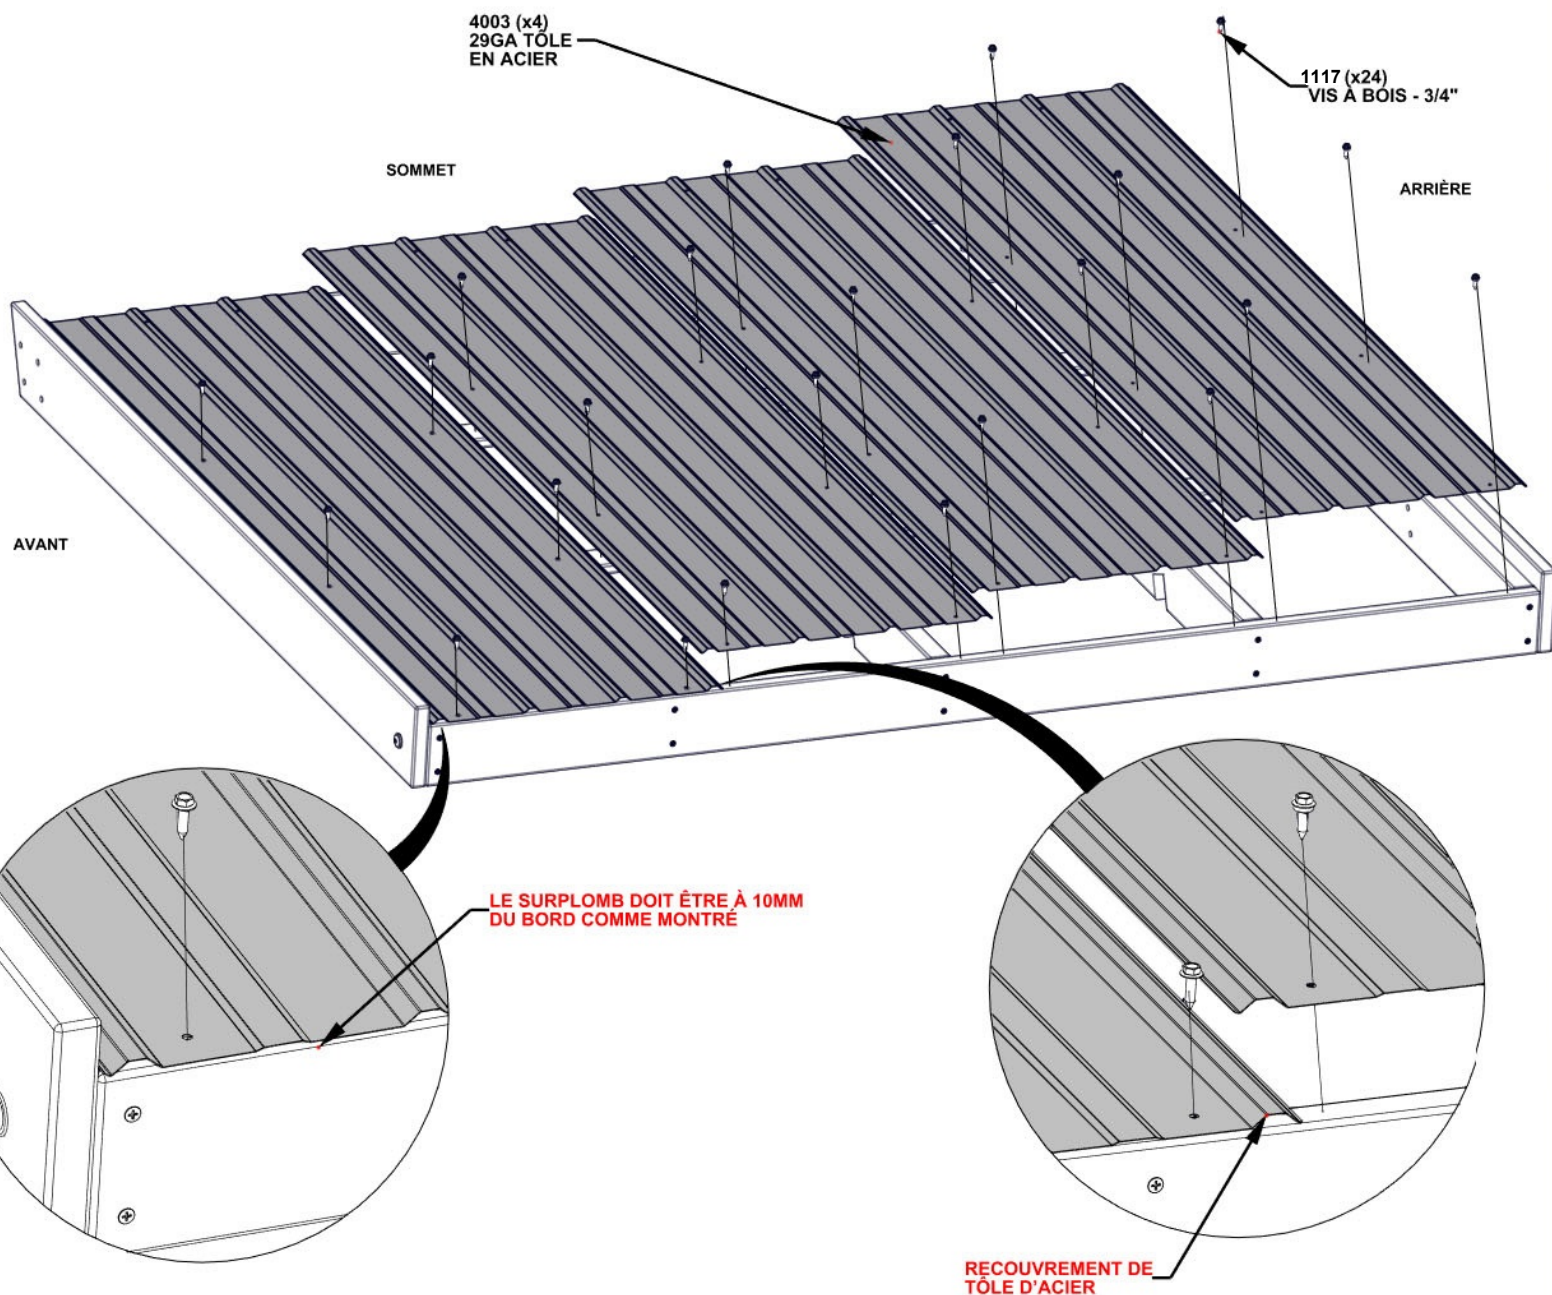 4003 (x4)
29GA TÔLE
EN ACIER
1117 (x24)
VIS À BOIS - 3/4"
SOMMET
ARRIÈRE
AVANT
LE SURPLOMB DOIT ÊTRE À 10MM
DU BORD COMME MONTRÉ
RECOUVREMENT DE
TÔLE D'ACIER